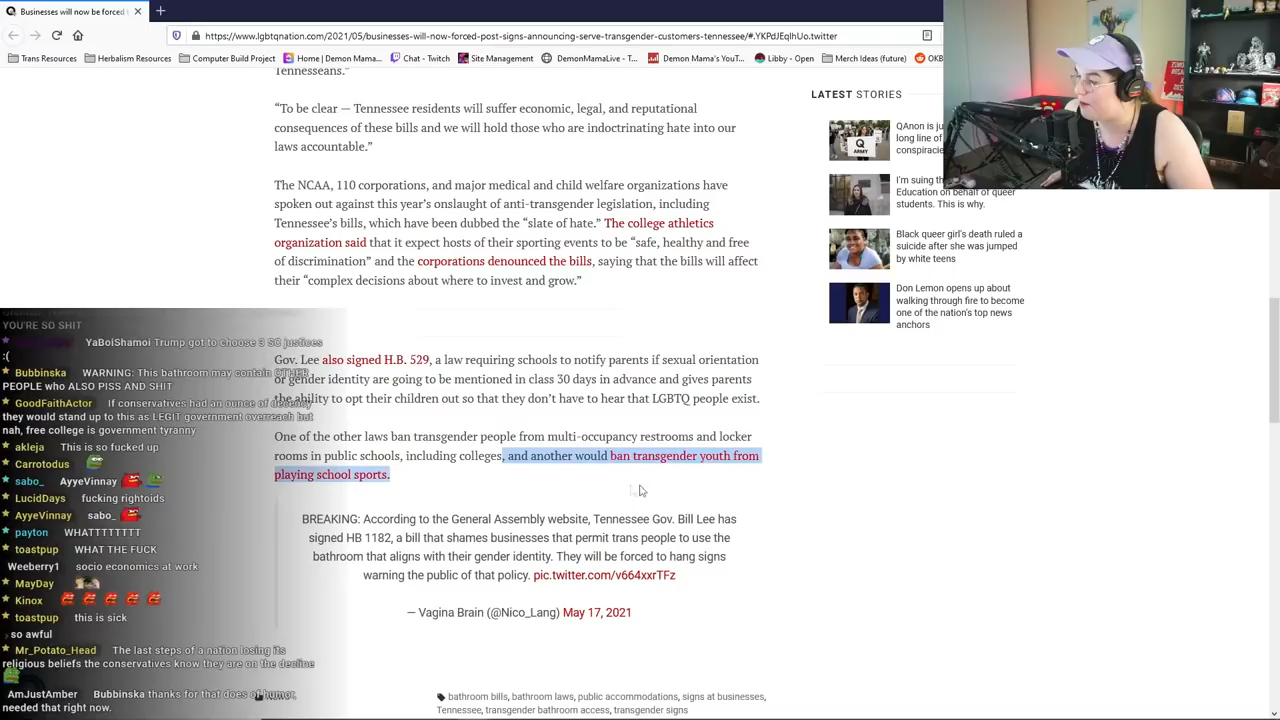 Businesses will now be forced
https://www.lgbtqnation.com/2021/05/businesses-will-now-forced-post-signs-announcing-serve-transgender-customers-tennessee/#.YKPdJEqlhUo.twitter
Trans Resources
Herbalism Resources
Computer Build Project
Home | Demon Mama...
Chat - Twitch
Site Management
DemonMamaLive - T...
Demon Mama's YouT...
Libby - Open
Merch Ideas (future)
OKB
Tennesseans.”
“To be clear — Tennessee residents will suffer economic, legal, and reputational
consequences of these bills and we will hold those who are indoctrinating hate into our
laws accountable.”
The NCAA, 110 corporations, and major medical and child welfare organizations have
spoken out against this year’s onslaught of anti-transgender legislation, including
Tennessee’s bills, which have been dubbed the “slate of hate.” The college athletics
organization said that it expect hosts of their sporting events to be “safe, healthy and free
of discrimination” and the corporations denounced the bills, saying that the bills will affect
their “complex decisions about where to invest and grow.”
Gov. Lee also signed H.B. 529, a law requiring schools to notify parents if sexual orientation
or gender identity are going to be mentioned in class 30 days in advance and gives parents
the ability to opt their children out so that they don’t have to hear that LGBTQ people exist.
One of the other laws ban transgender people from multi-occupancy restrooms and locker
rooms in public schools, including colleges, and another would ban transgender youth from
playing school sports.
BREAKING: According to the General Assembly website, Tennessee Gov. Bill Lee has
signed HB 1182, a bill that shames businesses that permit trans people to use the
bathroom that aligns with their gender identity. They will be forced to hang signs
warning the public of that policy. pic.twitter.com/v664xxrTFz
— Vagina Brain (@Nico_Lang) May 17, 2021
bathroom bills, bathroom laws, public accommodations, signs at businesses,
Tennessee, transgender bathroom access, transgender signs
LATEST STORIES
QAnon is ju
long line of
conspiracie
Q
ARMY
I'm suing th
Education on behalf of queer
students. This is why.
Black queer girl's death ruled a
suicide after she was jumped
by white teens
Don Lemon opens up about
walking through fire to become
one of the nation's top news
anchors
YOU'RE SO SHIT
YaBoiShamoi Trump got to choose 3 SC justices
:(
Bubbinska WARNING: This bathroom may contain OTHER
PEOPLE who ALSO PISS AND SHIT
GoodFaithActor If conservatives had an ounce of decency
they would stand up to this as LEGIT government overreach but
nah, free college is government tyranny
akleja This is so fucked up
Carrotodus
sabo_ AyyeVinnay
LucidDays fucking rightoids
AyyeVinnay sabo_
payton WHATTTTTTT
toastpup WHAT THE FUCK
Weeberry1 socio economics at work
MayDay
Kinox
toastpup this is sick
so awful
Mr_Potato_Head The last steps of a nation losing its
religious beliefs the conservatives know they are on the decline
AmJustAmber Bubbinska thanks for that does of humor,
needed that right now.